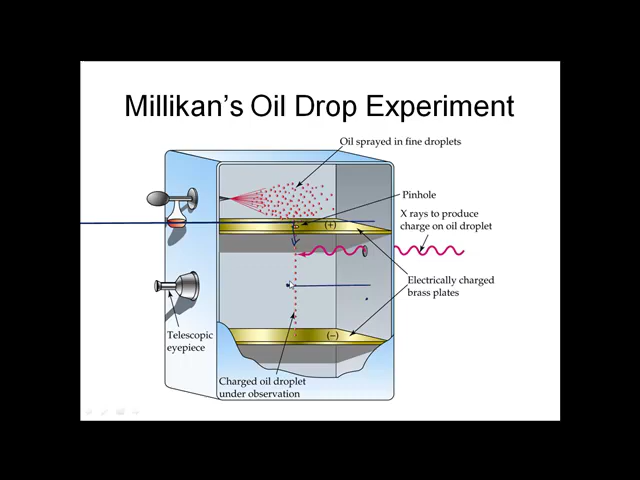 Millikan's Oil Drop Experiment
Oil sprayed in fine droplets
Pinhole
X rays to produce
charge on oil droplet
(+)
Electrically charged
brass plates
(−)
Telescopic
eyepiece
Charged oil droplet
under observation